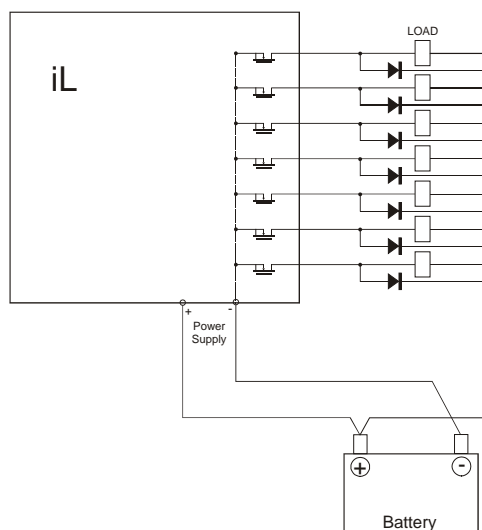 LOAD
iL
+ -
Power
Supply
+ -
Battery